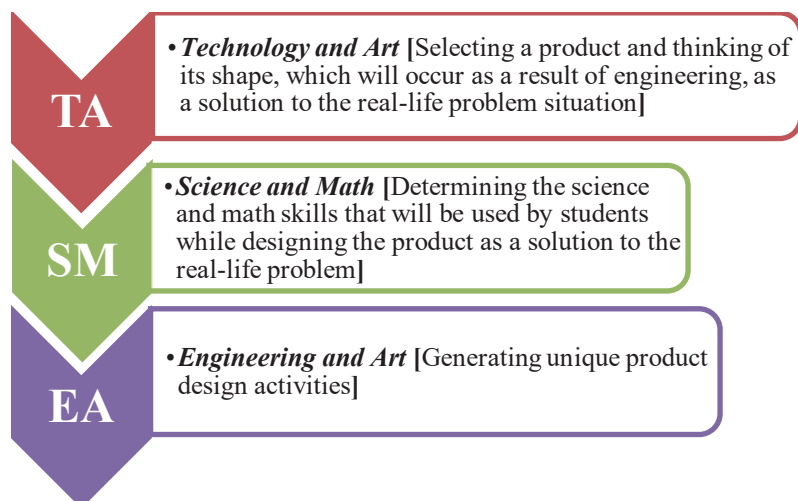 TA
• Technology and Art [Selecting a product and thinking of
its shape, which will occur as a result of engineering, as
a solution to the real-life problem situation]
SM
• Science and Math [Determining the science
and math skills that will be used by students
while designing the product as a solution to the
real-life problem]
EA
• Engineering and Art [Generating unique product
design activities]